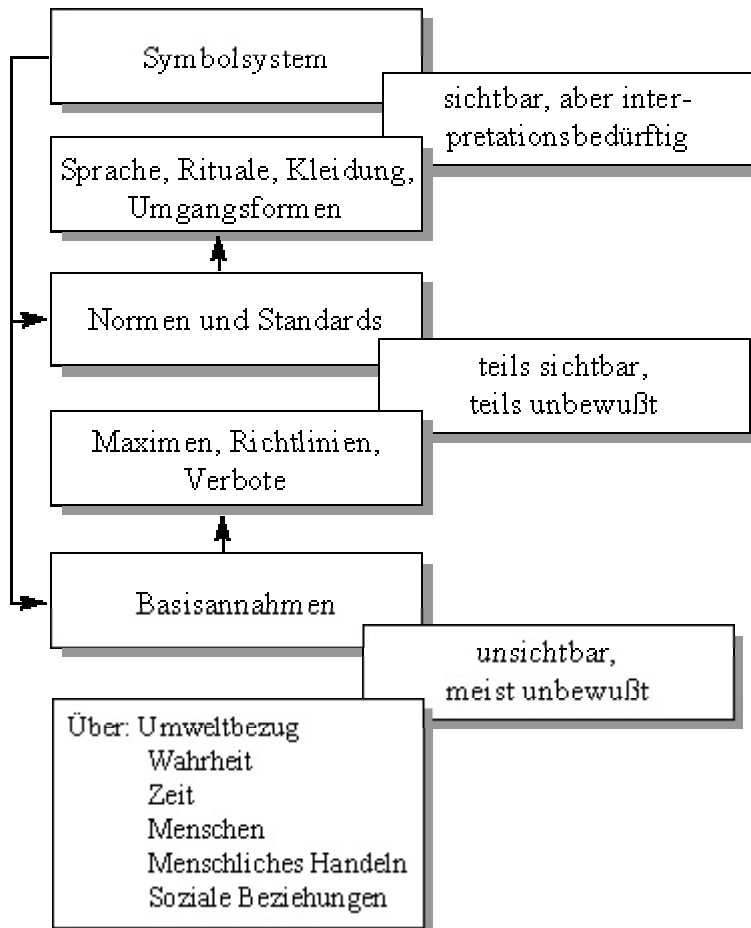 Symbolsystem
sichtbar, aber inter-
pretationsbedürftig
Sprache, Rituale, Kleidung,
Umgangsformen
Normen und Standards
teils sichtbar,
teils unbewußt
Maximen, Richtlinien,
Verbote
Basisannahmen
unsichtbar,
meist unbewußt
Über: Umweltbezug
Wahrheit
Zeit
Menschen
Menschliches Handeln
Soziale Beziehungen